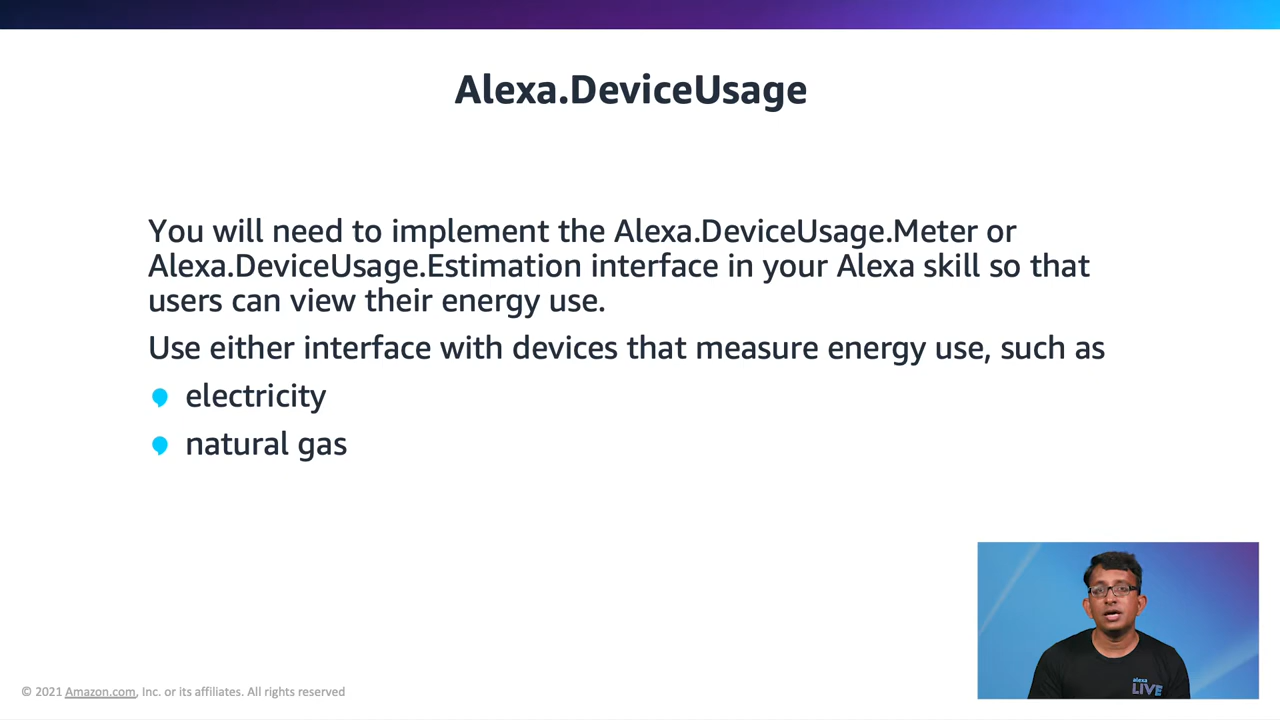 Alexa.DeviceUsage
You will need to implement the Alexa.DeviceUsage.Meter or
Alexa.DeviceUsage.Estimation interface in your Alexa skill so that
users can view their energy use.
Use either interface with devices that measure energy use, such as
electricity
natural gas
alexa
LIVE
© 2021 Amazon.com, Inc. or its affiliates. All rights reserved